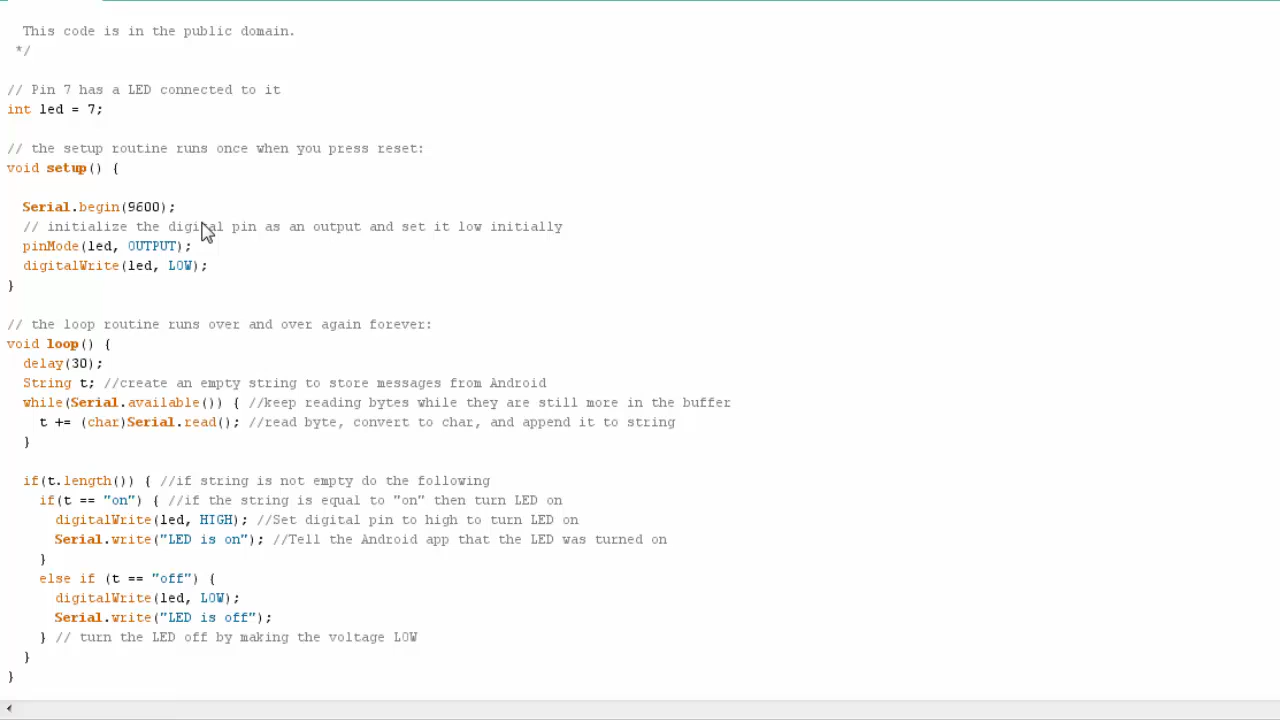 This code is in the public domain.
*/
// Pin 7 has a LED connected to it
int led = 7;
// the setup routine runs once when you press reset:
void setup() {
Serial.begin(9600);
// initialize the digital pin as an output and set it low initially
pinMode(led, OUTPUT);
digitalWrite(led, LOW);
}
// the loop routine runs over and over again forever:
void loop() {
delay(30);
String t; //create an empty string to store messages from Android
while(Serial.available()) { //keep reading bytes while they are still more in the buffer
t += (char)Serial.read(); //read byte, convert to char, and append it to string
}
if(t.length()) { //if string is not empty do the following
if(t == "on") { //if the string is equal to "on" then turn LED on
digitalWrite(led, HIGH); //Set digital pin to high to turn LED on
Serial.write("LED is on"); //Tell the Android app that the LED was turned on
}
else if (t == "off") {
digitalWrite(led, LOW);
Serial.write("LED is off");
} // turn the LED off by making the voltage LOW
}
}